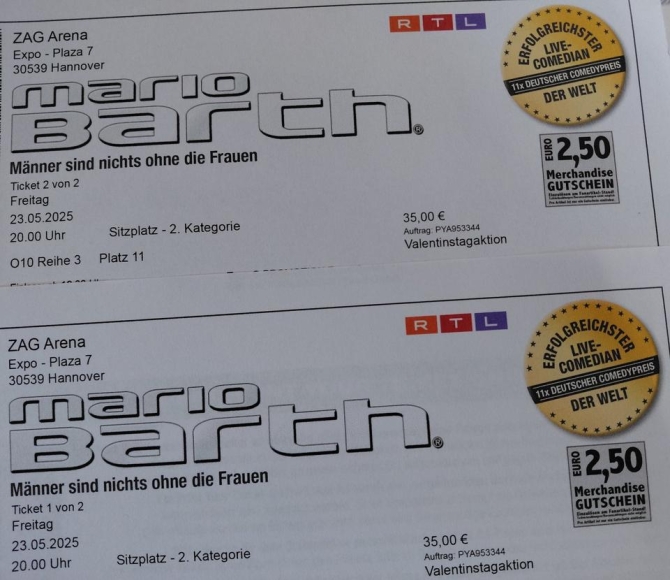 ZAG Arena
Expo - Plaza 7
30539 Hannover
RTL
ERFOLGREICHSTER
LIVE-
COMEDIAN
11x DEUTSCHER COMEDYPREIS
DER WELT
mario
Barth®
EURO 2,50
Merchandise
GUTSCHEIN
Männer sind nichts ohne die Frauen
Ticket 2 von 2
Freitag
23.05.2025
20.00 Uhr Sitzplatz - 2. Kategorie
35,00 €
Auftrag: PYA953344
Valentinstagaktion
O10 Reihe 3 Platz 11
ZAG Arena
Expo - Plaza 7
30539 Hannover
RTL
ERFOLGREICHSTER
LIVE-
COMEDIAN
11x DEUTSCHER COMEDYPREIS
DER WELT
mario
Barth®
EURO 2,50
Merchandise
GUTSCHEIN
Männer sind nichts ohne die Frauen
Ticket 1 von 2
Freitag
23.05.2025
20.00 Uhr Sitzplatz - 2. Kategorie
35,00 €
Auftrag: PYA953344
Valentinstagaktion